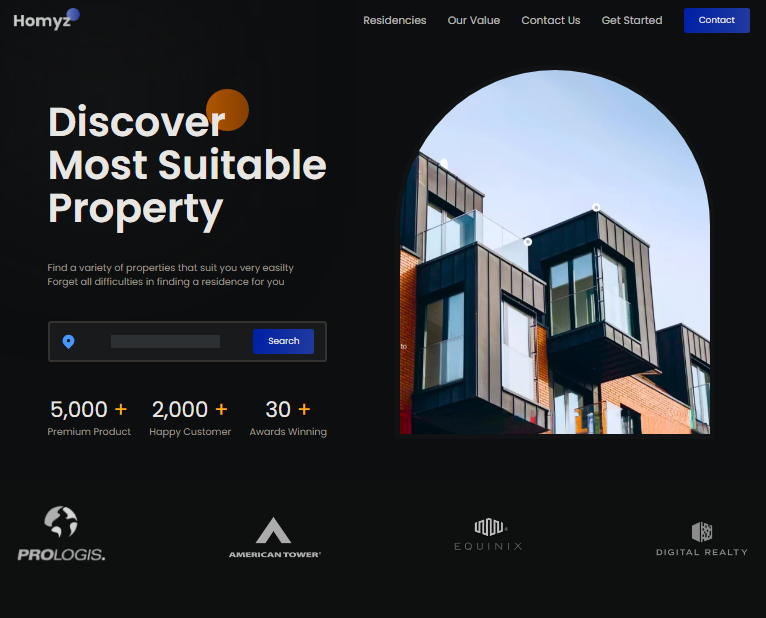 Homyz
Residencies
Our Value
Contact Us
Get Started
Contact
Discover
Most Suitable
Property
Find a variety of properties that suit you very easilty
Forget all difficulties in finding a residence for you
Search
5,000 +
2,000 +
30 +
Premium Product
Happy Customer
Awards Winning
to
PROLOGIS.
AMERICAN TOWER®
EQUINIX
DIGITAL REALTY